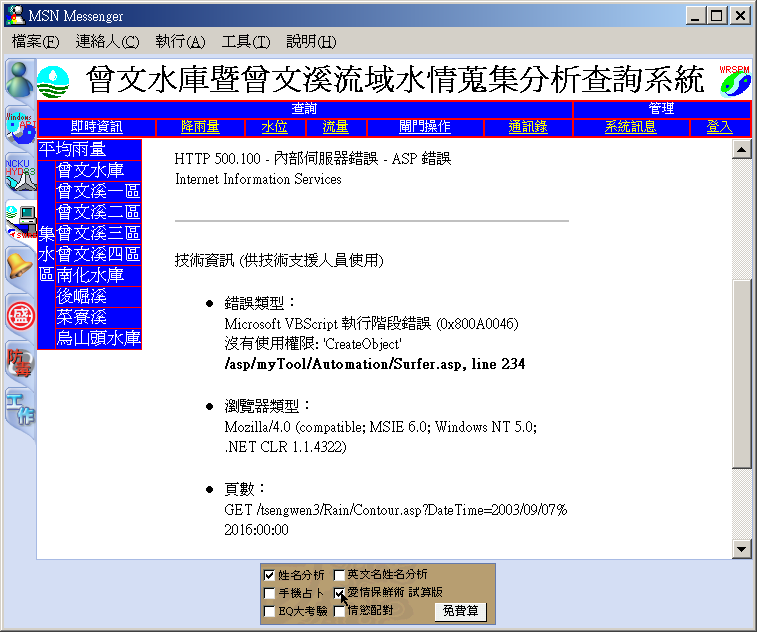 MSN Messenger
檔案(F) 連絡人(C) 執行(A) 工具(T) 說明(H)
曾文水庫暨曾文溪流域水情蒐集分析查詢系統
WRSPM
查詢 管理
即時資訊 降雨量 水位 流量 閘門操作 通訊錄 系統訊息 登入
平均雨量
集水區
曾文水庫
曾文溪一區
曾文溪二區
曾文溪三區
曾文溪四區
南化水庫
後堀溪
菜寮溪
烏山頭水庫
Windows
NCKU
盛
防毒
工作
HTTP 500.100 - 內部伺服器錯誤 - ASP 錯誤
Internet Information Services
技術資訊 (供技術支援人員使用)
● 錯誤類型：
Microsoft VBScript 執行階段錯誤 (0x800A0046)
沒有使用權限: 'CreateObject'
/asp/myTool/Automation/Surfer.asp, line 234
● 瀏覽器類型：
Mozilla/4.0 (compatible; MSIE 6.0; Windows NT 5.0;
.NET CLR 1.1.4322)
● 頁數：
GET /tsengwen3/Rain/Contour.asp?DateTime=2003/09/07%
2016:00:00
姓名分析 英文名姓名分析
手機占卜 愛情保鮮術 試算版
EQ大考驗 情慾配對 免費算